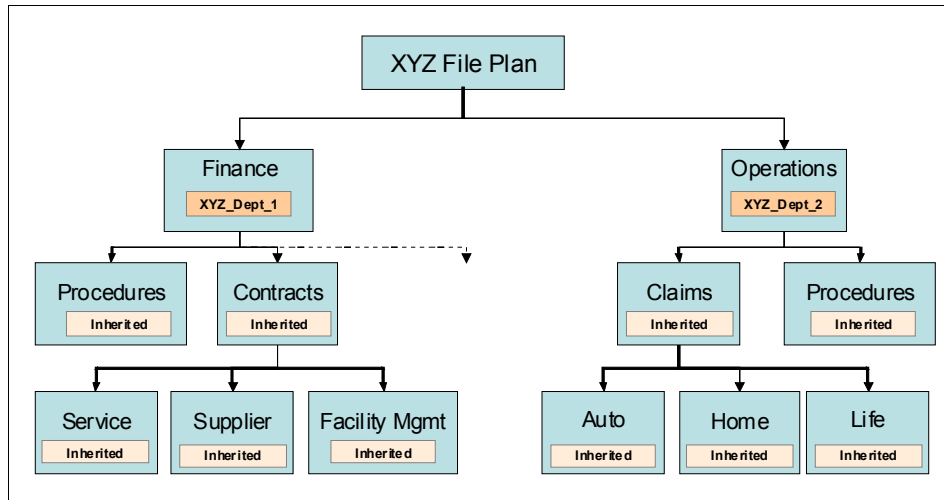 XYZ File Plan
Finance
XYZ_Dept_1
Operations
XYZ_Dept_2
Procedures
Inherited
Contracts
Inherited
Claims
Inherited
Procedures
Inherited
Service
Inherited
Supplier
Inherited
Facility Mgmt
Inherited
Auto
Inherited
Home
Inherited
Life
Inherited